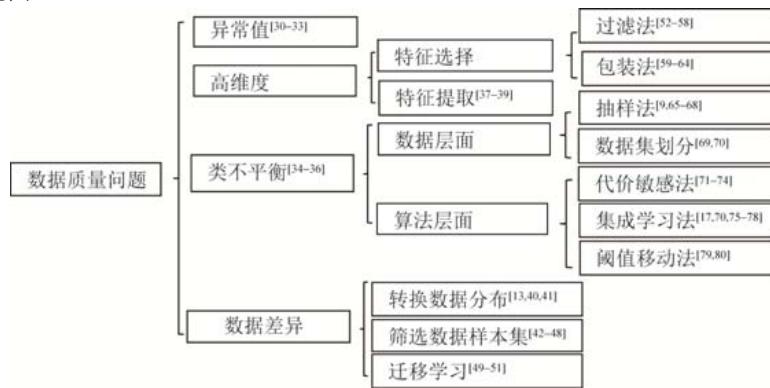 异常值[30-33]
过滤法[52-58]
特征选择
包装法[59-64]
高维度
特征提取[37-39]
抽样法[9,65-68]
数据层面
数据集划分[69,70]
数据质量问题
类不平衡[34-36]
代价敏感法[71-74]
算法层面
集成学习法[17,70,75-78]
阈值移动法[79,80]
转换数据分布[13,40,41]
数据差异
筛选数据样本集[42-48]
迁移学习[49-51]